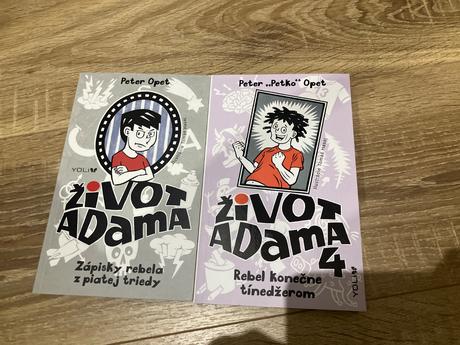 Peter Opet
YOLi
ŽiVOT
ADamA
Zápisky rebela
z piatej triedy
Peter „Petko“ Opet
ŽiVOT
ADamA
4
Rebel konečne
tínedžerom
YOLi